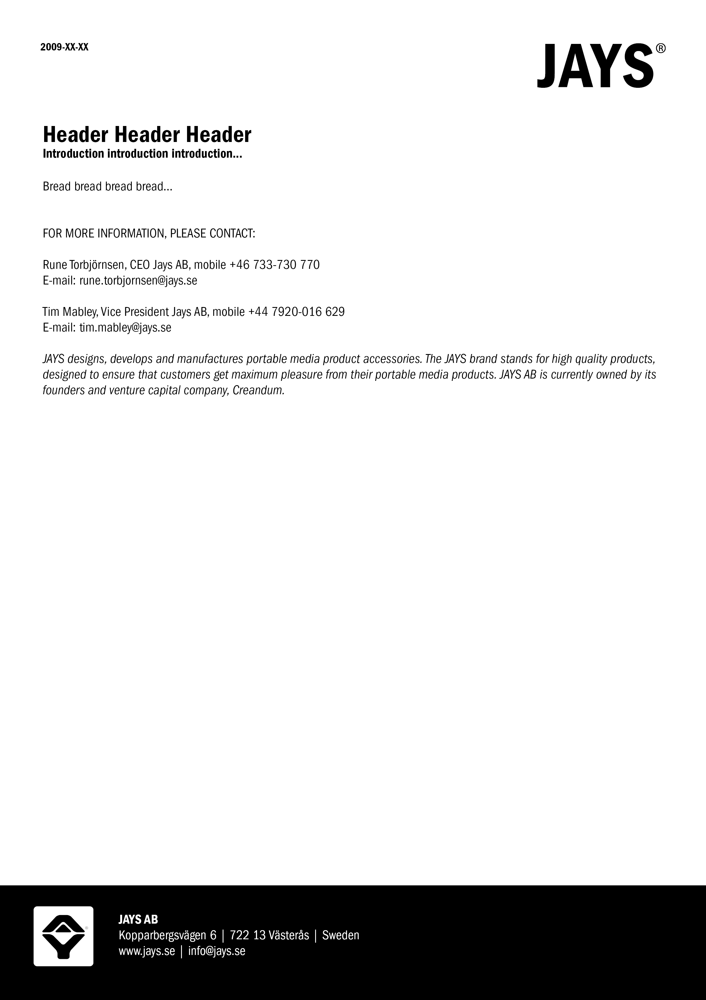 2009-XX-XX
JAYS®
Header Header Header
Introduction introduction introduction...
Bread bread bread bread...
FOR MORE INFORMATION, PLEASE CONTACT:
Rune Torbjörnsen, CEO Jays AB, mobile +46 733-730 770
E-mail: rune.torbjornsen@jays.se
Tim Mabley, Vice President Jays AB, mobile +44 7920-016 629
E-mail: tim.mabley@jays.se
JAYS designs, develops and manufactures portable media product accessories. The JAYS brand stands for high quality products,
designed to ensure that customers get maximum pleasure from their portable media products. JAYS AB is currently owned by its
founders and venture capital company, Creandum.
®
JAYS AB
Kopparbergsvägen 6 | 722 13 Västerås | Sweden
www.jays.se | info@jays.se